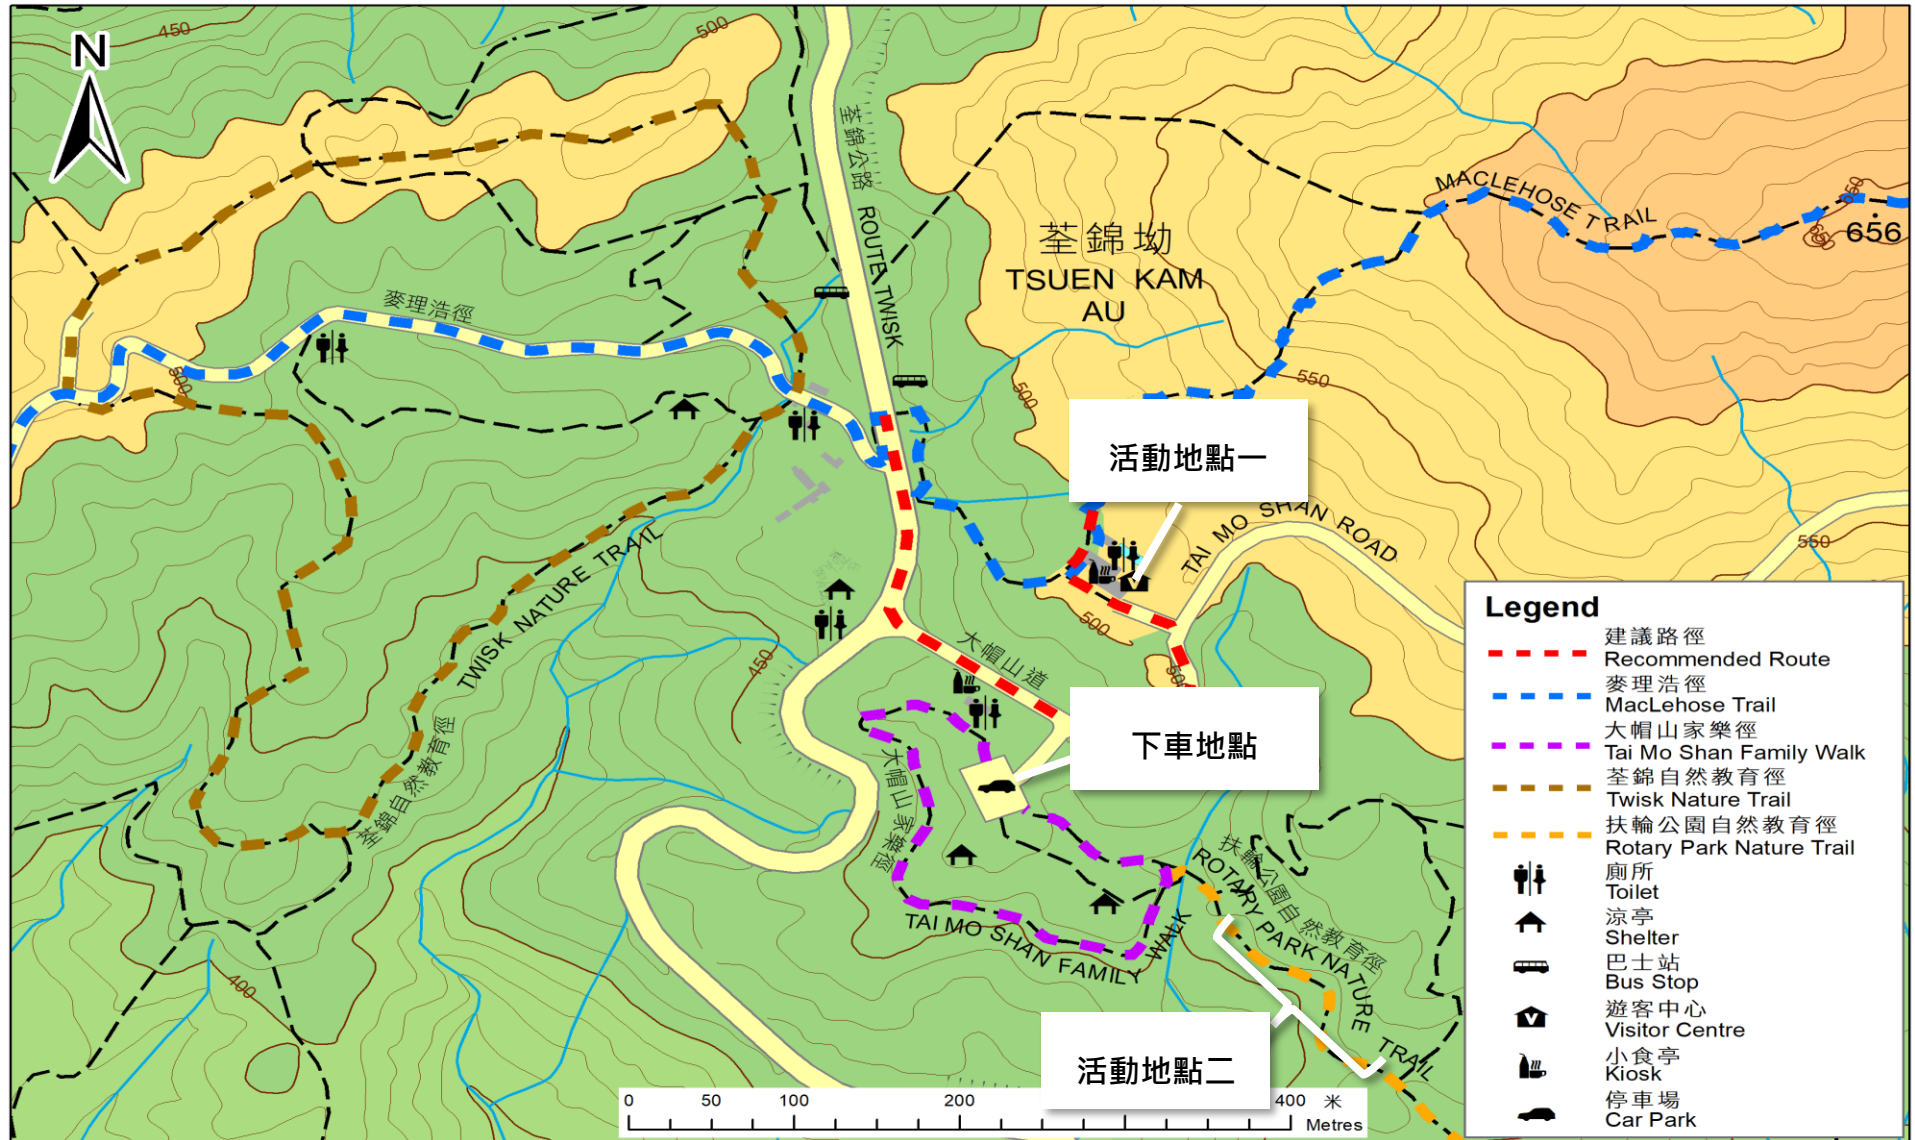 N
450
500
荃錦公路
ROUTE TWISK
MACLEHOSE TRAIL
650
650
656
荃錦坳
TSUEN KAM
AU
麥理浩徑
500
500
550
活動地點一
TAI MO SHAN ROAD
550
TWISK NATURE TRAIL
荃錦自然教育徑
450
大帽山道
500
500
下車地點
大帽山家樂徑
TAI MO SHAN FAMILY WALK
扶輪公園自然教育徑
ROTARY PARK NATURE TRAIL
400
活動地點二
0 50 100 200 400 米
Metres
Legend
建議路徑
Recommended Route
麥理浩徑
MacLehose Trail
大帽山家樂徑
Tai Mo Shan Family Walk
荃錦自然教育徑
Twisk Nature Trail
扶輪公園自然教育徑
Rotary Park Nature Trail
廁所
Toilet
涼亭
Shelter
巴士站
Bus Stop
遊客中心
Visitor Centre
小食亭
Kiosk
停車場
Car Park